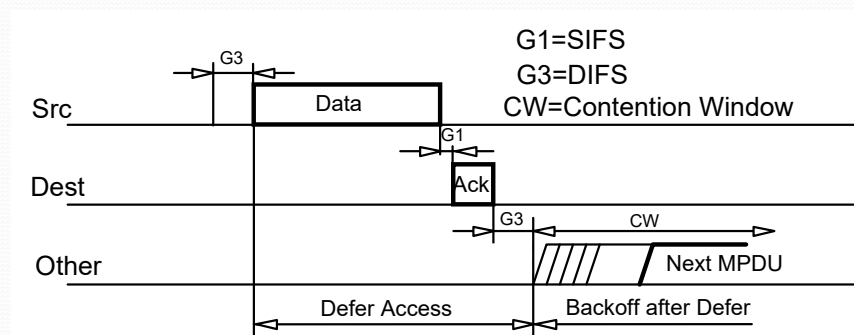 G1=SIFS
G3
G3=DIFS
Src
Data
CW=Contention Window
G1
Dest
Ack
G3
CW
Other
Next MPDU
Defer Access
Backoff after Defer